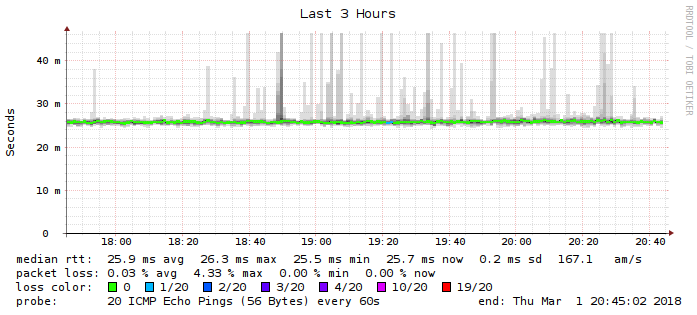 Last 3 Hours
RRDTOOL / TOBI OETIKER
Seconds
40 m
30 m
20 m
10 m
0
18:00 18:20 18:40 19:00 19:20 19:40 20:00 20:20 20:40
median rtt: 25.9 ms avg 26.3 ms max 25.5 ms min 25.7 ms now 0.2 ms sd 167.1 am/s
packet loss: 0.03 % avg 4.33 % max 0.00 % min 0.00 % now
loss color: 0 1/20 2/20 3/20 4/20 10/20 19/20
probe: 20 ICMP Echo Pings (56 Bytes) every 60s end: Thu Mar 1 20:45:02 2018